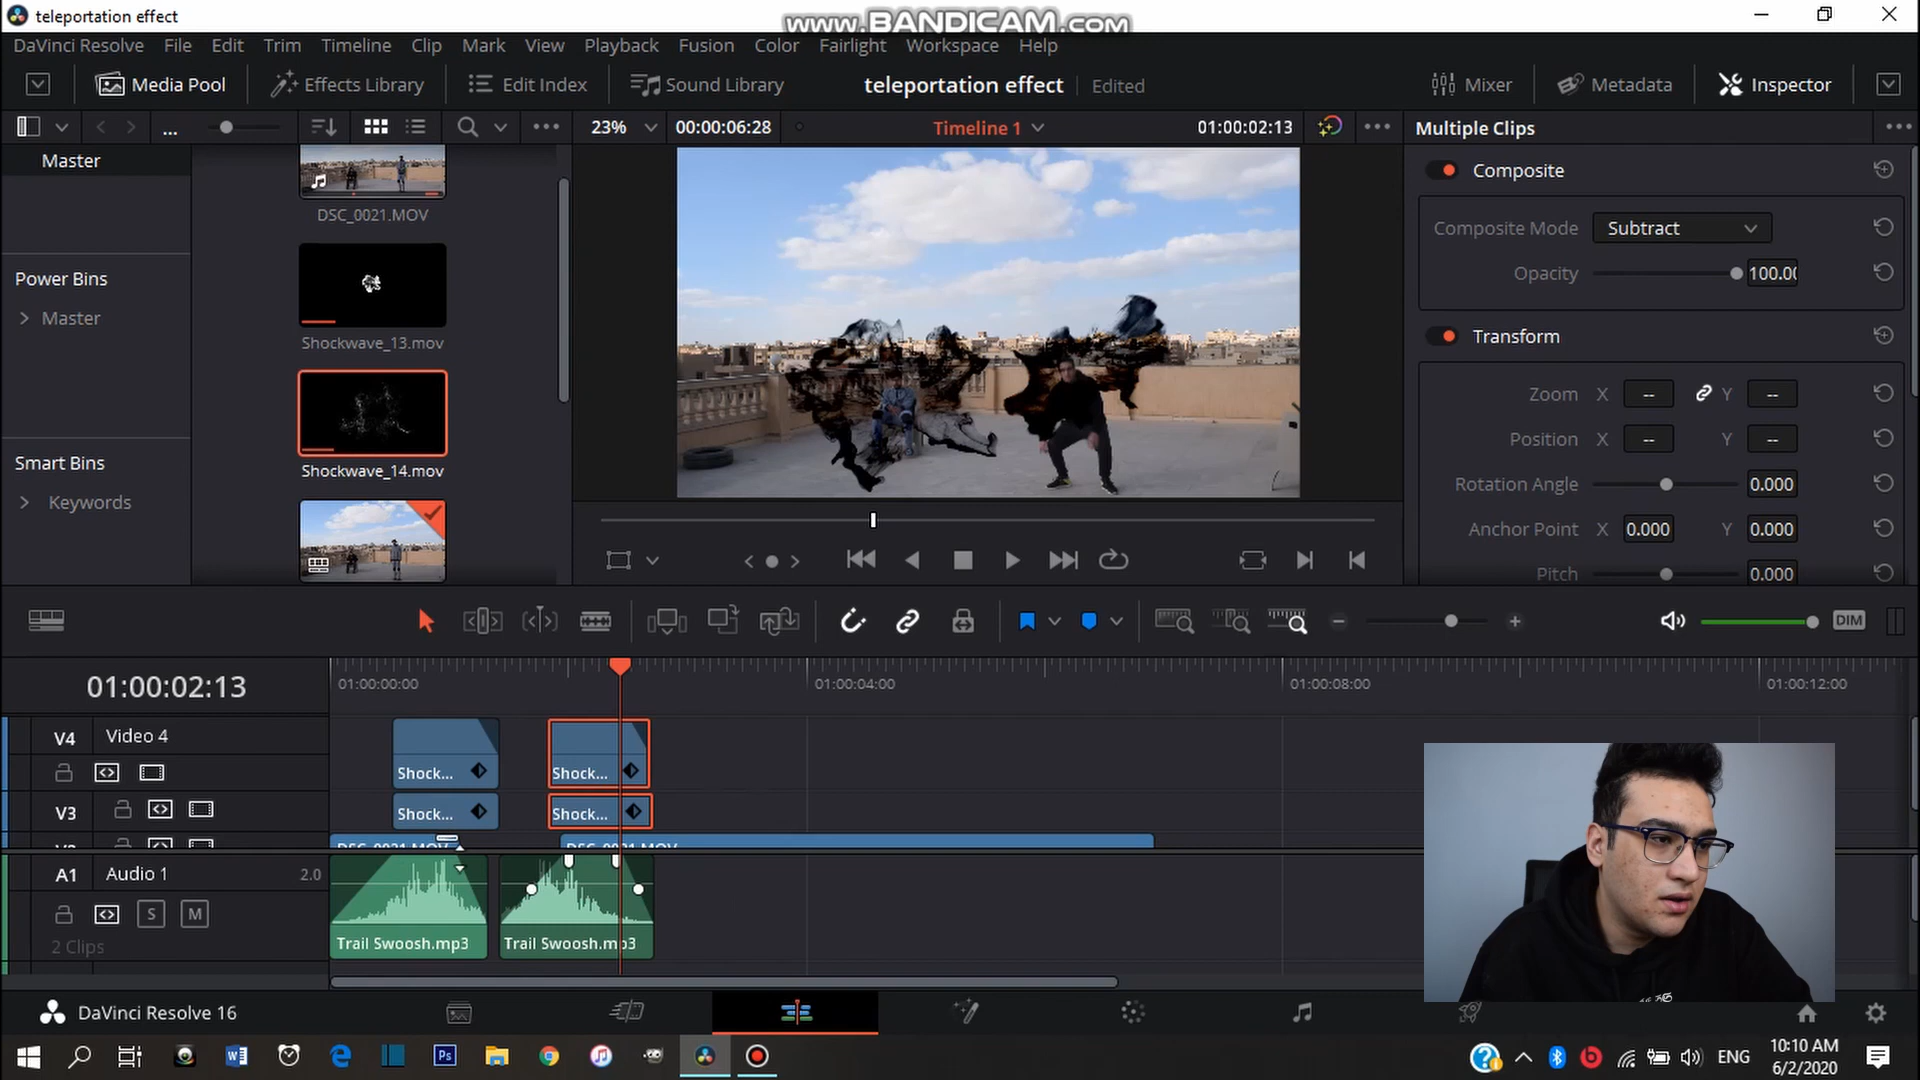 teleportation effect
www.BANDICAM.com
DaVinci Resolve File Edit Trim Timeline Clip Mark View Playback Fusion Color Fairlight Workspace Help
Media Pool Effects Library Edit Index Sound Library teleportation effect Edited Mixer Metadata Inspector
... 23% 00:00:06:28 Timeline 1 01:00:02:13 Multiple Clips
Master
DSC_0021.MOV
Shockwave_13.mov
Shockwave_14.mov
Power Bins
Master
Smart Bins
Keywords
Composite
Composite Mode Subtract
Opacity 100.00
Transform
Zoom X -- Y --
Position X -- Y --
Rotation Angle 0.000
Anchor Point X 0.000 Y 0.000
Pitch 0.000
DIM
01:00:02:13
01:00:00:00 01:00:04:00 01:00:08:00 01:00:12:00
V4 Video 4
Shock... Shock...
V3
Shock... Shock...
DSC_0021.MOV DSC_0021.MOV
A1 Audio 1 2.0
S M
2 Clips
Trail Swoosh.mp3 Trail Swoosh.mp3
DaVinci Resolve 16
ENG
10:10 AM
6/2/2020